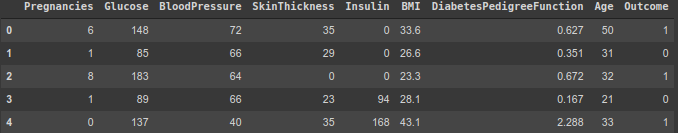 Pregnancies Glucose BloodPressure SkinThickness Insulin BMI DiabetesPedigreeFunction Age Outcome
0 6 148 72 35 0 33.6 0.627 50 1
1 1 85 66 29 0 26.6 0.351 31 0
2 8 183 64 0 0 23.3 0.672 32 1
3 1 89 66 23 94 28.1 0.167 21 0
4 0 137 40 35 168 43.1 2.288 33 1